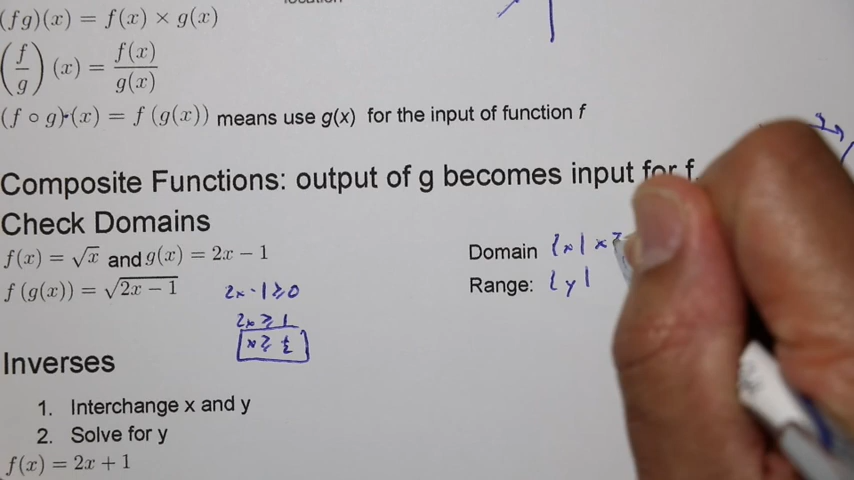 (fg)(x) = f(x) × g(x)
(f/g)(x) = f(x)/g(x)
(f ∘ g)(x) = f (g(x)) means use g(x) for the input of function f
Composite Functions: output of g becomes input for f
Check Domains
f(x) = √x and g(x) = 2x − 1
f (g(x)) = √(2x − 1)
2x - 1 ≥ 0
2x ≥ 1
x ≥ 1/2
Domain {x| x ≥
Range: {y|
Inverses
1. Interchange x and y
2. Solve for y
f(x) = 2x + 1